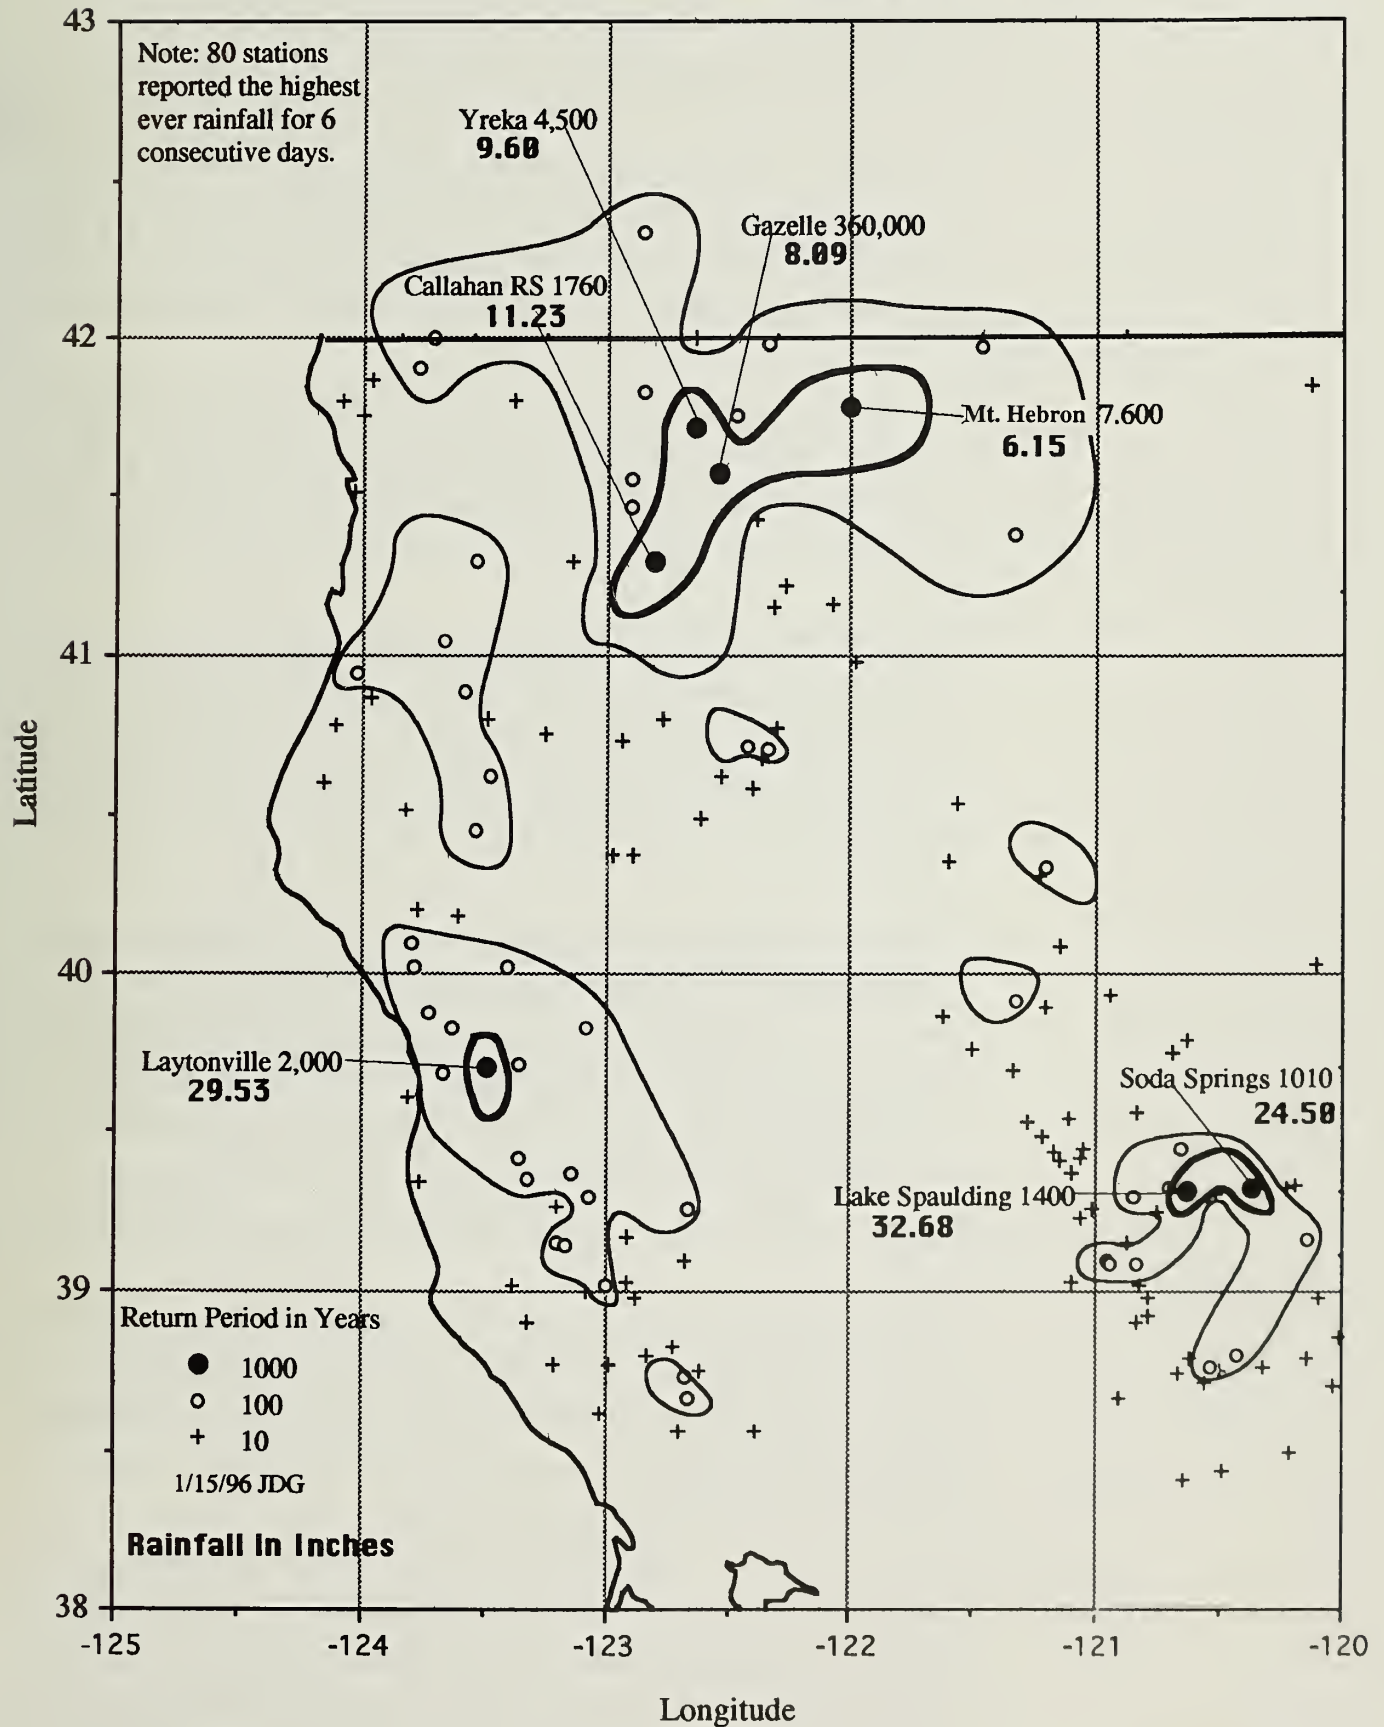 43
Note: 80 stations
reported the highest
ever rainfall for 6
consecutive days.
Yreka 4,500
9.60
Gazelle 360,000
8.09
Callahan RS 1760
11.23
42
Mt. Hebron 7.600
6.15
41
Latitude
40
Laytonville 2,000
29.53
Soda Springs 1010
24.50
Lake Spaulding 1400
32.68
39
Return Period in Years
1000
100
10
1/15/96 JDG
Rainfall In Inches
38
-125 -124 -123 -122 -121 -120
Longitude